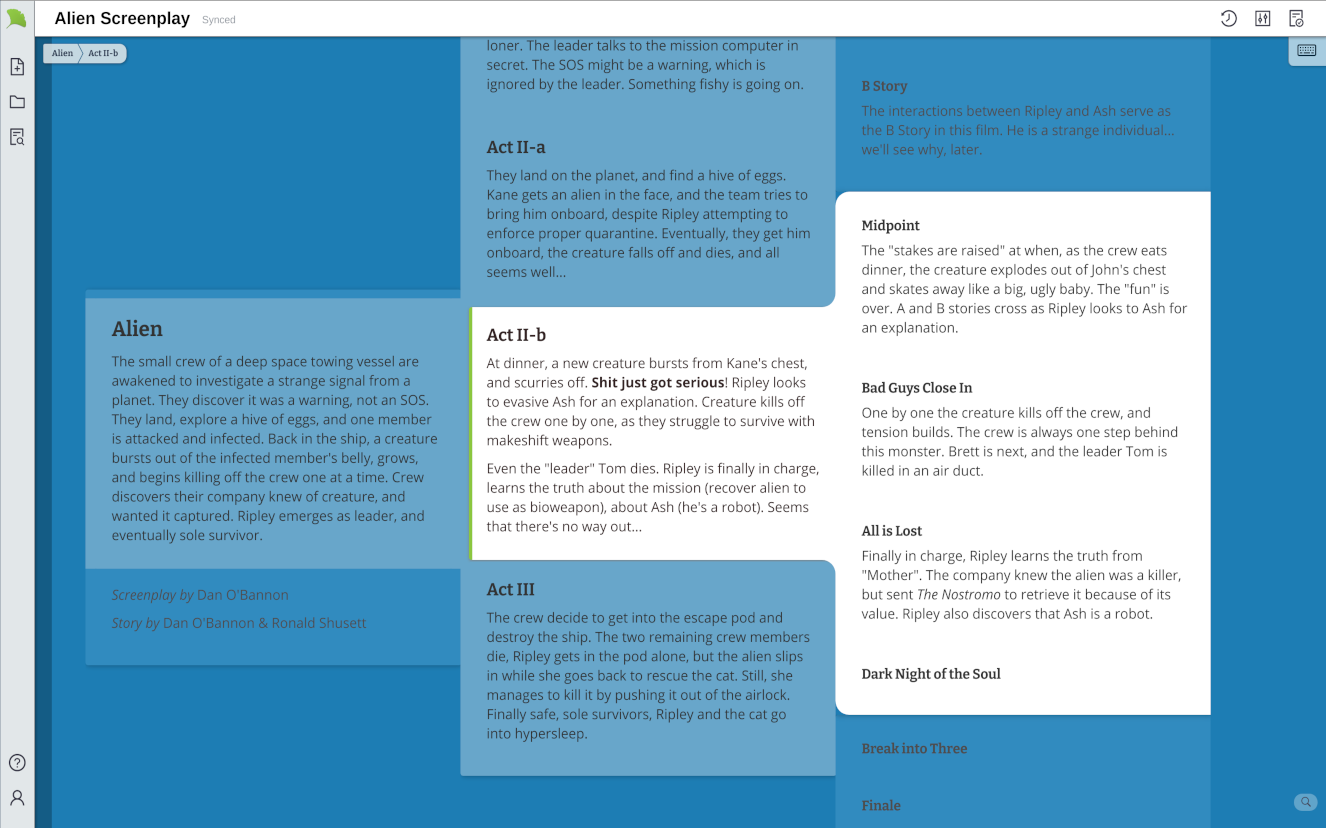 Alien Screenplay Synced
Alien Act II-b
Alien
The small crew of a deep space towing vessel are
awakened to investigate a strange signal from a
planet. They discover it was a warning, not an SOS.
They land, explore a hive of eggs, and one member
is attacked and infected. Back in the ship, a creature
bursts out of the infected member's belly, grows,
and begins killing off the crew one at a time. Crew
discovers their company knew of creature, and
wanted it captured. Ripley emerges as leader, and
eventually sole survivor.
Screenplay by Dan O'Bannon
Story by Dan O'Bannon & Ronald Shusett
loner. The leader talks to the mission computer in
secret. The SOS might be a warning, which is
ignored by the leader. Something fishy is going on.
Act II-a
They land on the planet, and find a hive of eggs.
Kane gets an alien in the face, and the team tries to
bring him onboard, despite Ripley attempting to
enforce proper quarantine. Eventually, they get him
onboard, the creature falls off and dies, and all
seems well...
Act II-b
At dinner, a new creature bursts from Kane's chest,
and scurries off. Shit just got serious! Ripley looks
to evasive Ash for an explanation. Creature kills off
the crew one by one, as they struggle to survive with
makeshift weapons.
Even the "leader" Tom dies. Ripley is finally in charge,
learns the truth about the mission (recover alien to
use as bioweapon), about Ash (he's a robot). Seems
that there's no way out...
Act III
The crew decide to get into the escape pod and
destroy the ship. The two remaining crew members
die, Ripley gets in the pod alone, but the alien slips
in while she goes back to rescue the cat. Still, she
manages to kill it by pushing it out of the airlock.
Finally safe, sole survivors, Ripley and the cat go
into hypersleep.
B Story
The interactions between Ripley and Ash serve as
the B Story in this film. He is a strange individual...
we'll see why, later.
Midpoint
The "stakes are raised" at when, as the crew eats
dinner, the creature explodes out of John's chest
and skates away like a big, ugly baby. The "fun" is
over. A and B stories cross as Ripley looks to Ash for
an explanation.
Bad Guys Close In
One by one the creature kills off the crew, and
tension builds. The crew is always one step behind
this monster. Brett is next, and the leader Tom is
killed in an air duct.
All is Lost
Finally in charge, Ripley learns the truth from
"Mother". The company knew the alien was a killer,
but sent The Nostromo to retrieve it because of its
value. Ripley also discovers that Ash is a robot.
Dark Night of the Soul
Break into Three
Finale